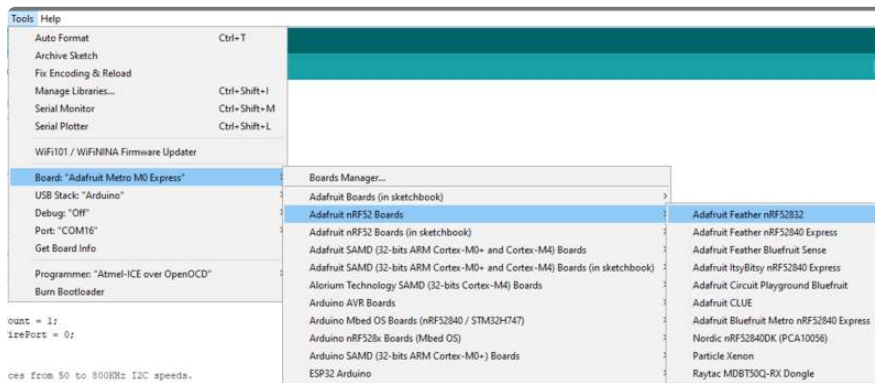 Tools Help
Auto Format Ctrl+T
Archive Sketch
Fix Encoding & Reload
Manage Libraries... Ctrl+Shift+I
Serial Monitor Ctrl+Shift+M
Serial Plotter Ctrl+Shift+L
WiFi101 / WiFiNINA Firmware Updater
Board: "Adafruit Metro M0 Express"
USB Stack: "Arduino"
Debug: "Off"
Port: "COM16"
Get Board Info
Programmer: "Atmel-ICE over OpenOCD"
Burn Bootloader
Boards Manager...
Adafruit Boards (in sketchbook)
Adafruit nRF52 Boards
Adafruit nRF52 Boards (in sketchbook)
Adafruit SAMD (32-bits ARM Cortex-M0+ and Cortex-M4) Boards
Adafruit SAMD (32-bits ARM Cortex-M0+ and Cortex-M4) Boards (in sketchbook)
Alorium Technology SAMD (32-bits Cortex-M4) Boards
Arduino AVR Boards
Arduino Mbed OS Boards (nRF52840 / STM32H747)
Arduino nRF528x Boards (Mbed OS)
Arduino SAMD (32-bits ARM Cortex-M0+) Boards
ESP32 Arduino
Adafruit Feather nRF52832
Adafruit Feather nRF52840 Express
Adafruit Feather Bluefruit Sense
Adafruit ItsyBitsy nRF52840 Express
Adafruit Circuit Playground Bluefruit
Adafruit CLUE
Adafruit Bluefruit Metro nRF52840 Express
Nordic nRF52840DK (PCA10056)
Particle Xenon
Raytac MDBT50Q-RX Dongle
ount = 1;
irePort = 0;
ces from 50 to 800KHz I2C speeds.